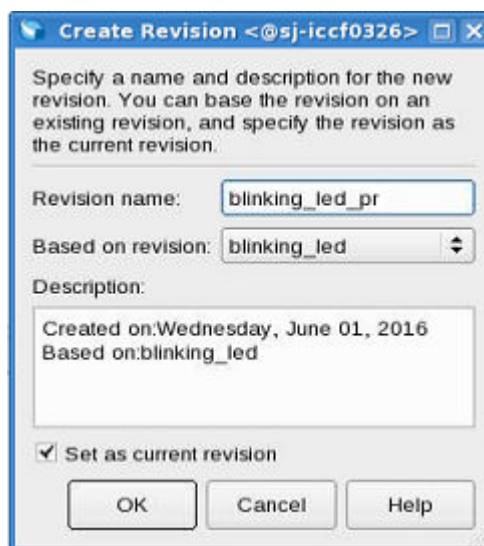 Create Revision <@sj-iccf0326>
Specify a name and description for the new
revision. You can base the revision on an
existing revision, and specify the revision as
the current revision.
Revision name: blinking_led_pr
Based on revision: blinking_led
Description:
Created on:Wednesday, June 01, 2016
Based on:blinking_led
Set as current revision
OK Cancel Help